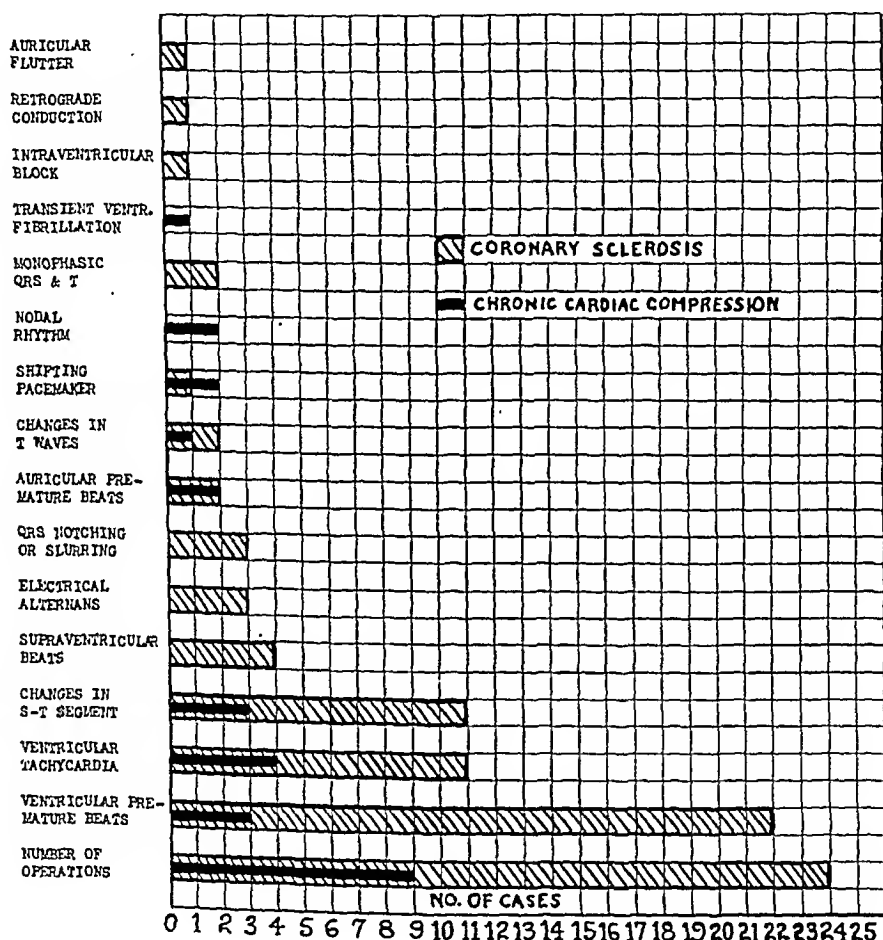 AURICULAR
FLUTTER
RETROGRADE
CONDUCTION
INTRAVENTRICULAR
BLOCK
TRANSIENT VENTR.
FIBRILLATION
MONOPHASIC
QRS & T
NODAL
RHYTHM
SHIFTING
PACEMAKER
CHANGES IN
T WAVES
AURICULAR PRE-
MATURE BEATS
QRS NOTCHING
OR SLURRING
ELECTRICAL
ALTERNANS
SUPRAVENTRICULAR
BEATS
CHANGES IN
S-T SEGMENT
VENTRICULAR
TACHYCARDIA
VENTRICULAR PRE-
MATURE BEATS
NUMBER OF
OPERATIONS
CORONARY SCLEROSIS
CHRONIC CARDIAC COMPRESSION
NO. OF CASES
0 1 2 3 4 5 6 7 8 9 10 11 12 13 14 15 16 17 18 19 20 21 22 23 24 25